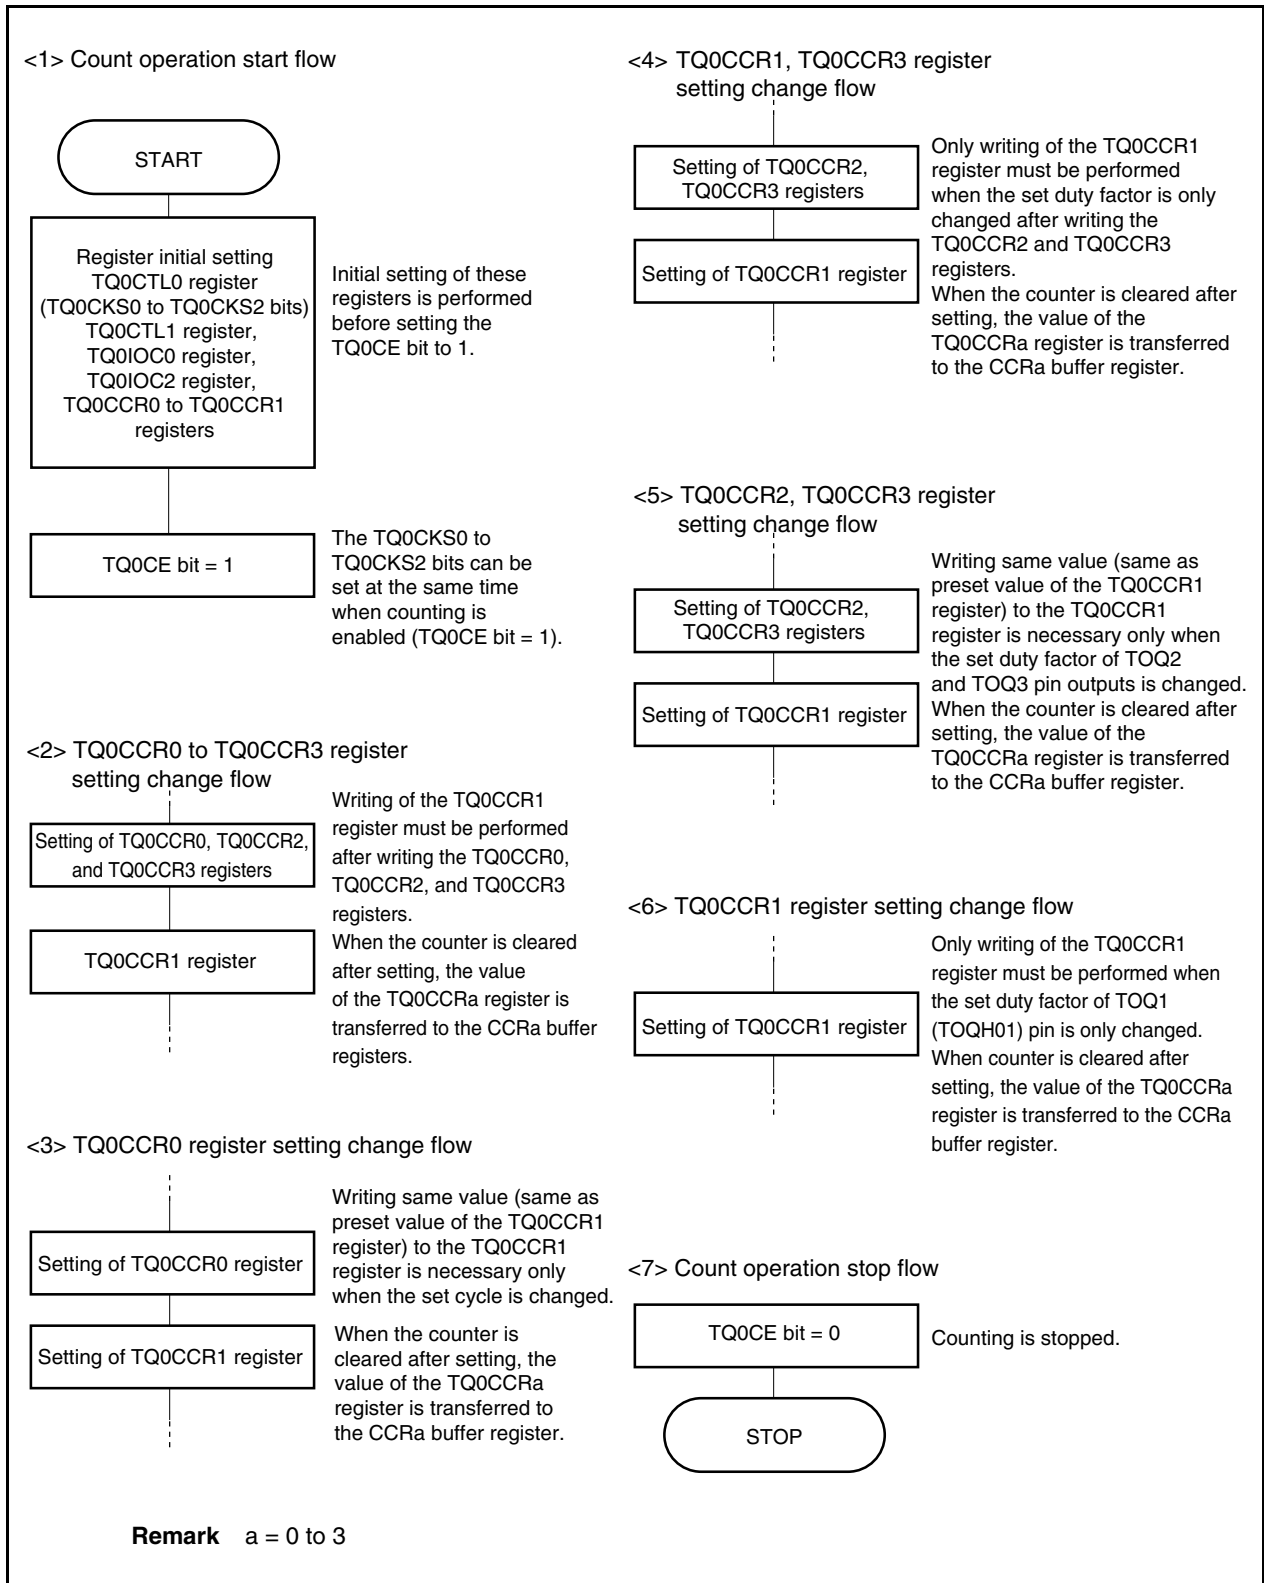 <1> Count operation start flow
START
Register initial setting
TQ0CTL0 register
(TQ0CKS0 to TQ0CKS2 bits)
TQ0CTL1 register,
TQ0IOC0 register,
TQ0IOC2 register,
TQ0CCR0 to TQ0CCR1
registers
Initial setting of these
registers is performed
before setting the
TQ0CE bit to 1.
TQ0CE bit = 1
The TQ0CKS0 to
TQ0CKS2 bits can be
set at the same time
when counting is
enabled (TQ0CE bit = 1).
<2> TQ0CCR0 to TQ0CCR3 register
setting change flow
Setting of TQ0CCR0, TQ0CCR2,
and TQ0CCR3 registers
TQ0CCR1 register
Writing of the TQ0CCR1
register must be performed
after writing the TQ0CCR0,
TQ0CCR2, and TQ0CCR3
registers.
When the counter is cleared
after setting, the value
of the TQ0CCRa register is
transferred to the CCRa buffer
registers.
<3> TQ0CCR0 register setting change flow
Setting of TQ0CCR0 register
Setting of TQ0CCR1 register
Writing same value (same as
preset value of the TQ0CCR1
register) to the TQ0CCR1
register is necessary only
when the set cycle is changed.
When the counter is
cleared after setting, the
value of the TQ0CCRa
register is transferred to
the CCRa buffer register.
<4> TQ0CCR1, TQ0CCR3 register
setting change flow
Setting of TQ0CCR2,
TQ0CCR3 registers
Setting of TQ0CCR1 register
Only writing of the TQ0CCR1
register must be performed
when the set duty factor is only
changed after writing the
TQ0CCR2 and TQ0CCR3
registers.
When the counter is cleared after
setting, the value of the
TQ0CCRa register is transferred
to the CCRa buffer register.
<5> TQ0CCR2, TQ0CCR3 register
setting change flow
Setting of TQ0CCR2,
TQ0CCR3 registers
Setting of TQ0CCR1 register
Writing same value (same as
preset value of the TQ0CCR1
register) to the TQ0CCR1
register is necessary only when
the set duty factor of TOQ2
and TOQ3 pin outputs is changed.
When the counter is cleared after
setting, the value of the
TQ0CCRa register is transferred
to the CCRa buffer register.
<6> TQ0CCR1 register setting change flow
Setting of TQ0CCR1 register
Only writing of the TQ0CCR1
register must be performed when
the set duty factor of TOQ1
(TOQH01) pin is only changed.
When counter is cleared after
setting, the value of the TQ0CCRa
register is transferred to the CCRa
buffer register.
<7> Count operation stop flow
TQ0CE bit = 0
Counting is stopped.
STOP
Remark a = 0 to 3